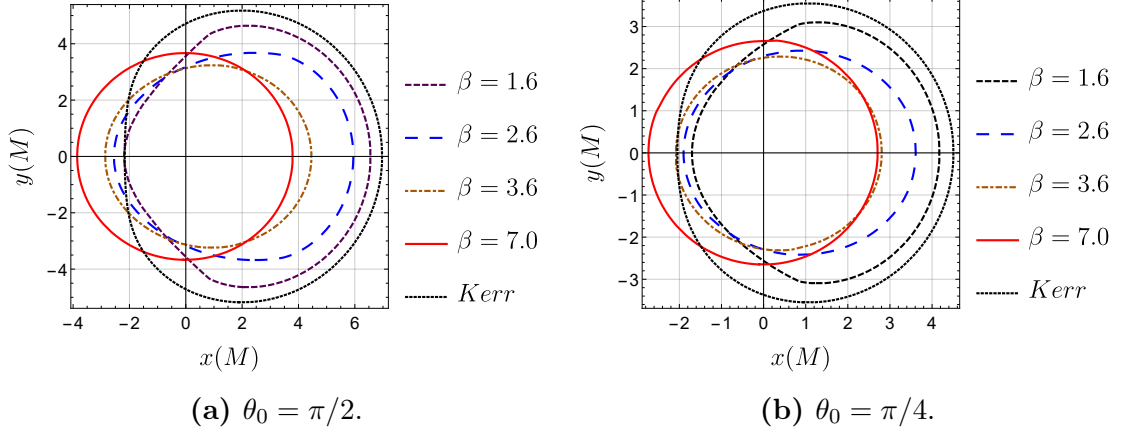 β = 1.6
β = 2.6
β = 3.6
β = 7.0
Kerr
4
2
0
−2
−4
y(M)
−4 −2 0 2 4 6
x(M)
(a) θ₀ = π/2.
β = 1.6
β = 2.6
β = 3.6
β = 7.0
Kerr
3
2
1
0
−1
−2
−3
y(M)
−2 −1 0 1 2 3 4
x(M)
(b) θ₀ = π/4.